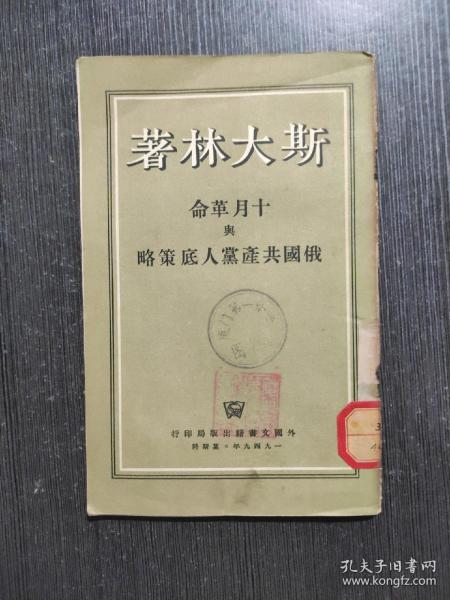 斯大林著
十月革命
與
俄國共產黨人底策略
外國文書籍出版局印行
一九四九年·莫斯科
孔夫子旧书网
www.kongfz.com